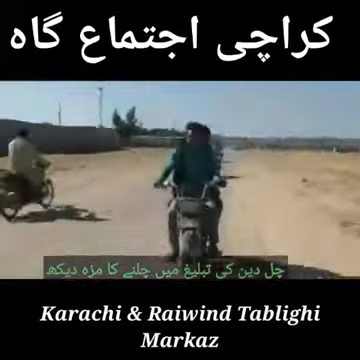 کراچی اجتماع گاہ
چل دین کی تبلیغ میں چلنے کا مزہ دیکھ
Karachi & Raiwind Tablighi
Markaz